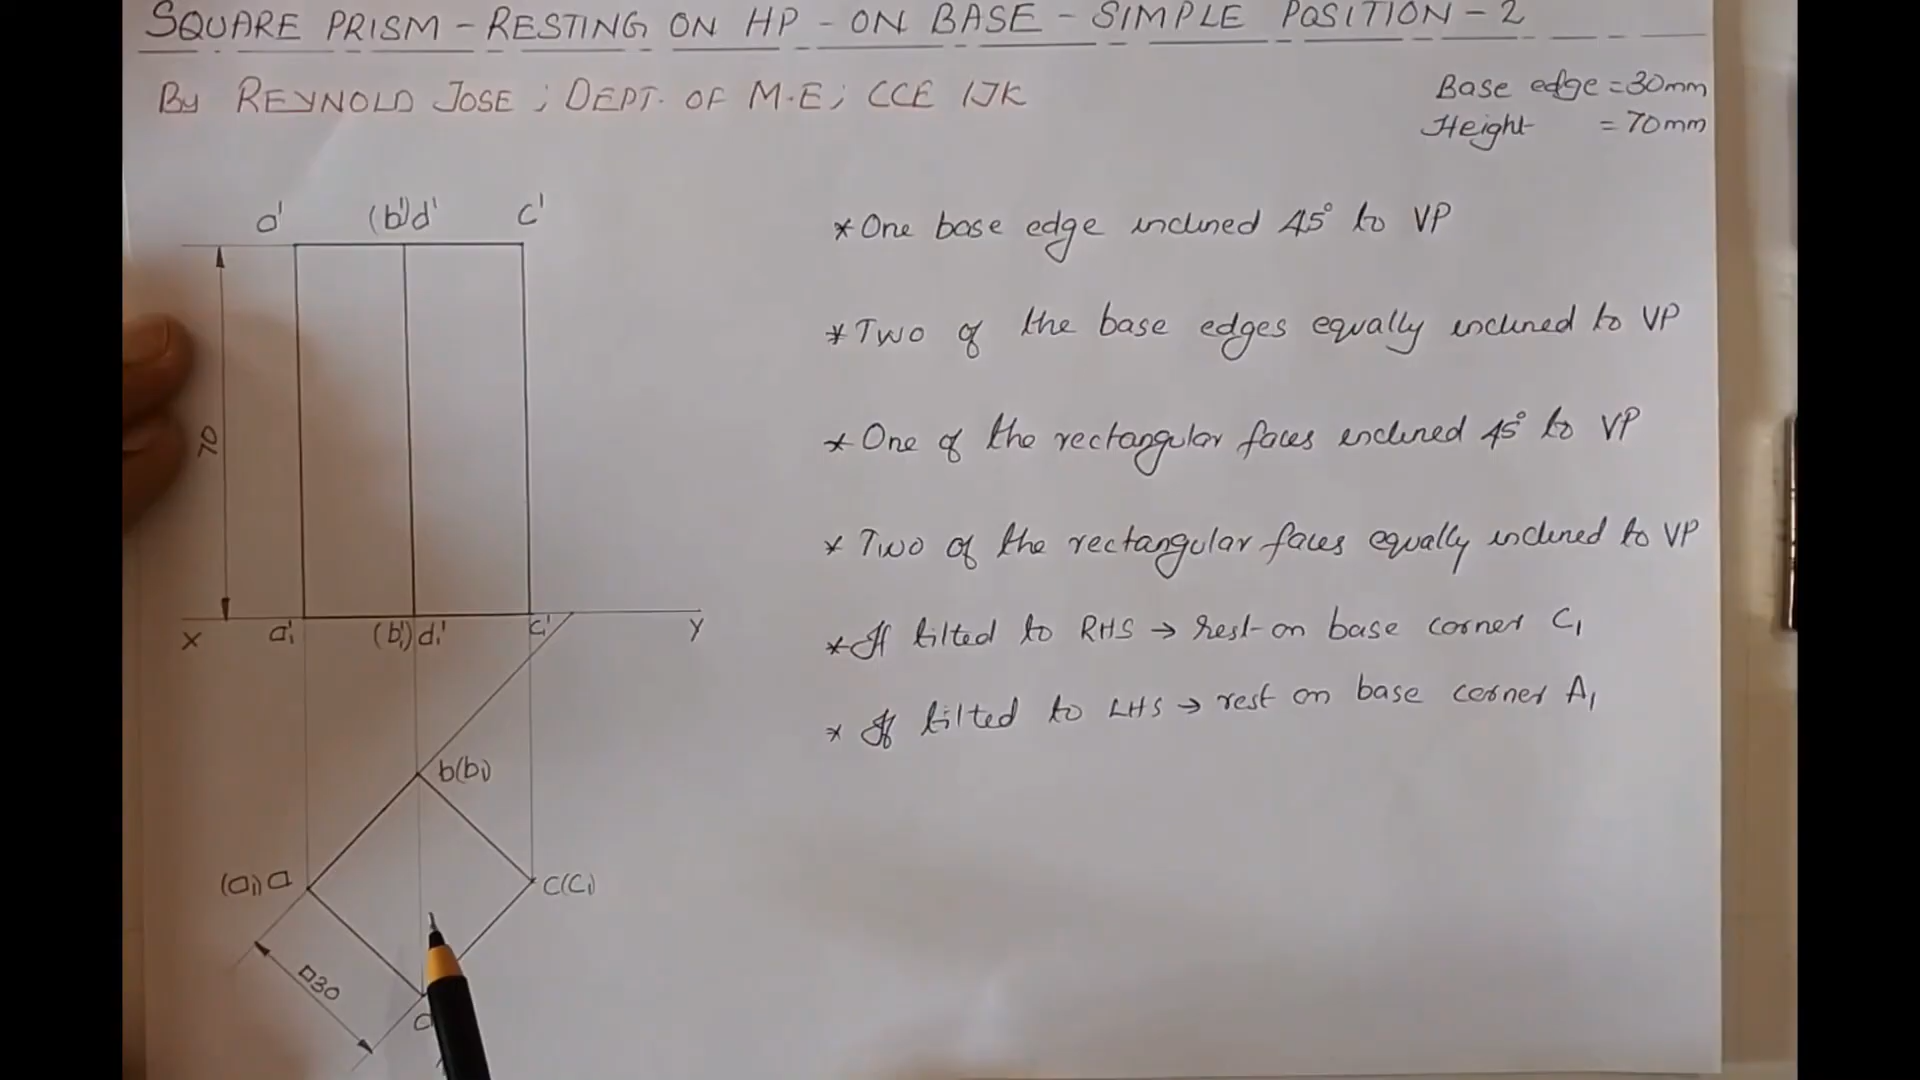 SQUARE PRISM - RESTING ON HP - ON BASE - SIMPLE POSITION - 2
By REYNOLD JOSE ; DEPT. OF M.E ; CCE IJK
Base edge = 30mm
Height = 70mm
a' (b')d' c'
* One base edge inclined 45° to VP
* Two of the base edges equally inclined to VP
* One of the rectangular faces inclined 45° to VP
* Two of the rectangular faces equally inclined to VP
* If tilted to RHS → rest on base corner C1
* If tilted to LHS → rest on base corner A1
70
X a1' (b1')d1' c1' Y
b(b1)
(a1)a c(c1)
□30